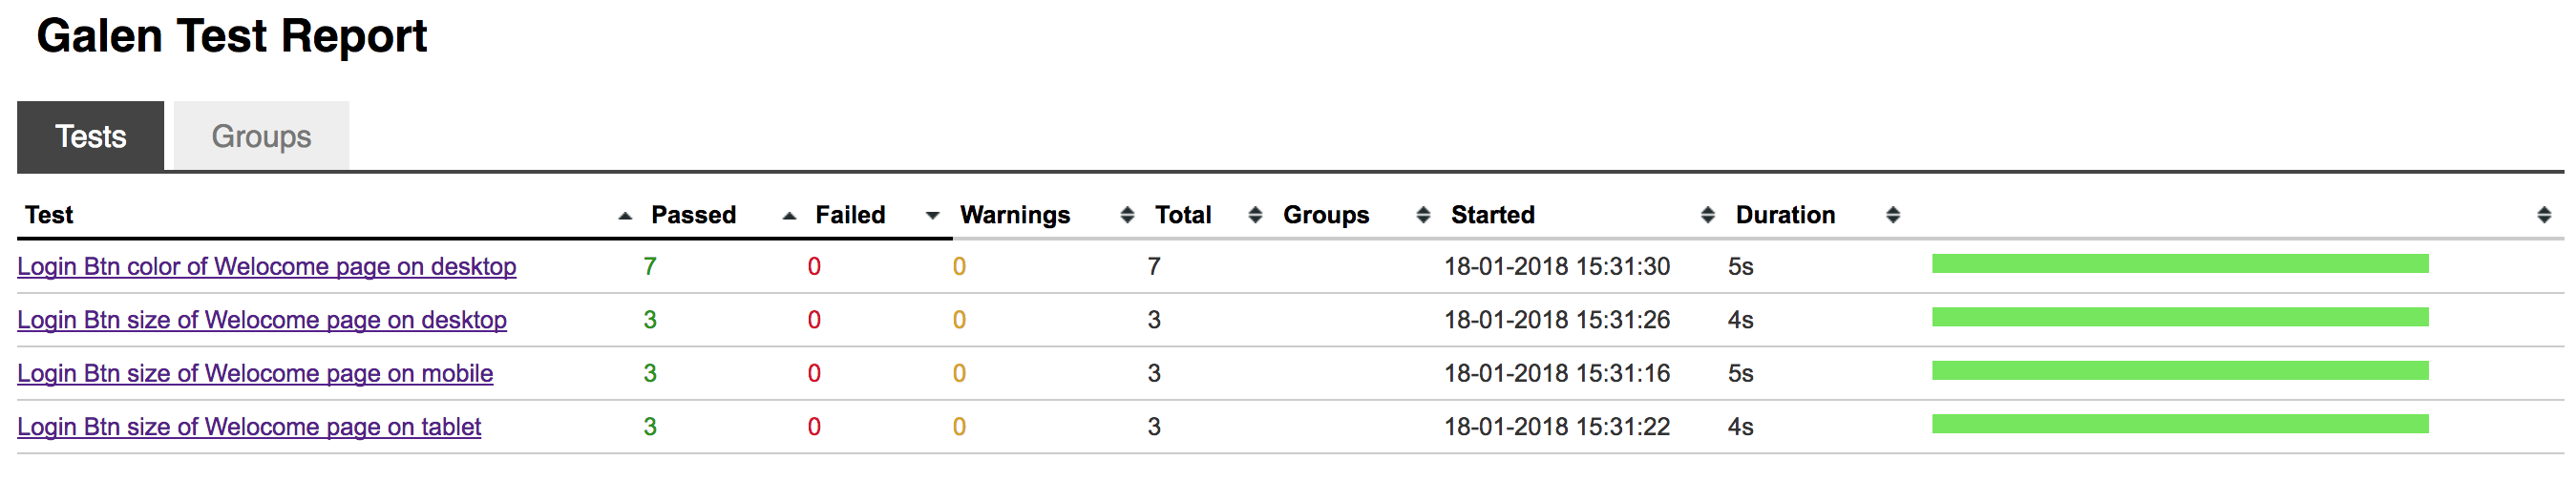 Galen Test Report
Tests Groups
Test Passed Failed Warnings Total Groups Started Duration
Login Btn color of Welocome page on desktop 7 0 0 7 18-01-2018 15:31:30 5s
Login Btn size of Welocome page on desktop 3 0 0 3 18-01-2018 15:31:26 4s
Login Btn size of Welocome page on mobile 3 0 0 3 18-01-2018 15:31:16 5s
Login Btn size of Welocome page on tablet 3 0 0 3 18-01-2018 15:31:22 4s